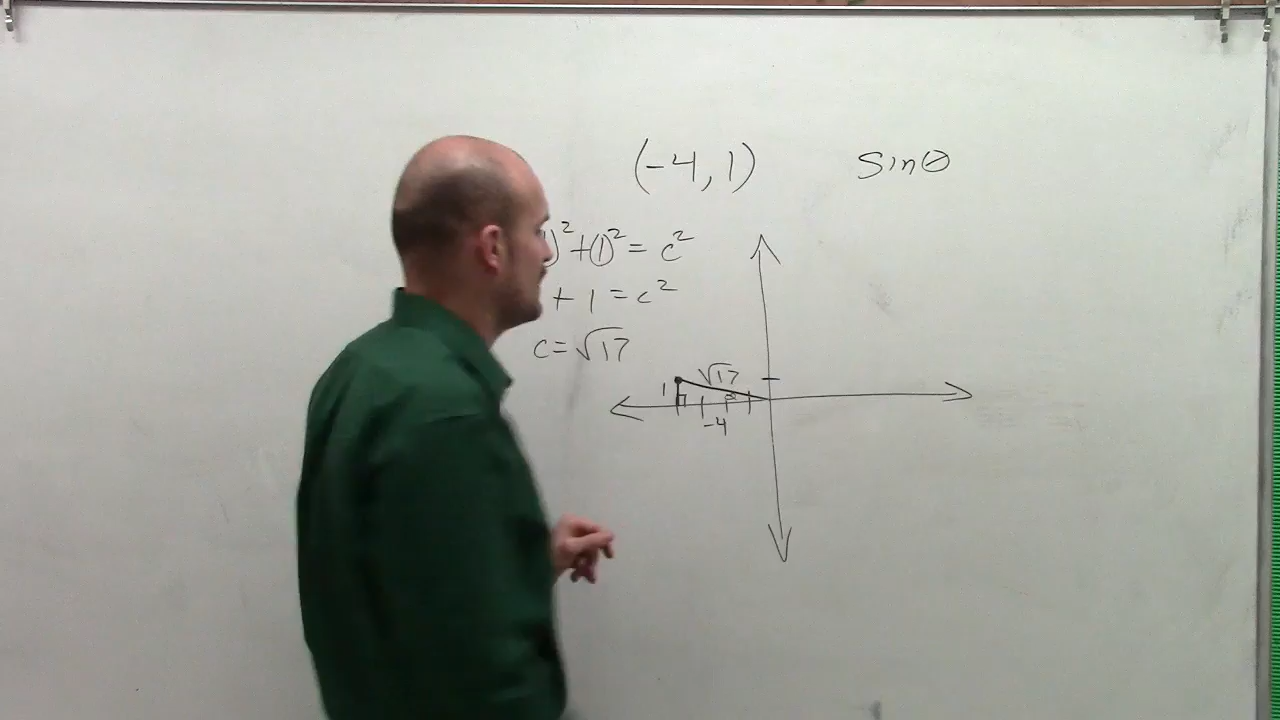 (-4, 1)
sinθ
)² + (1)² = c²
+ 1 = c²
c = √17
√17
1
-4